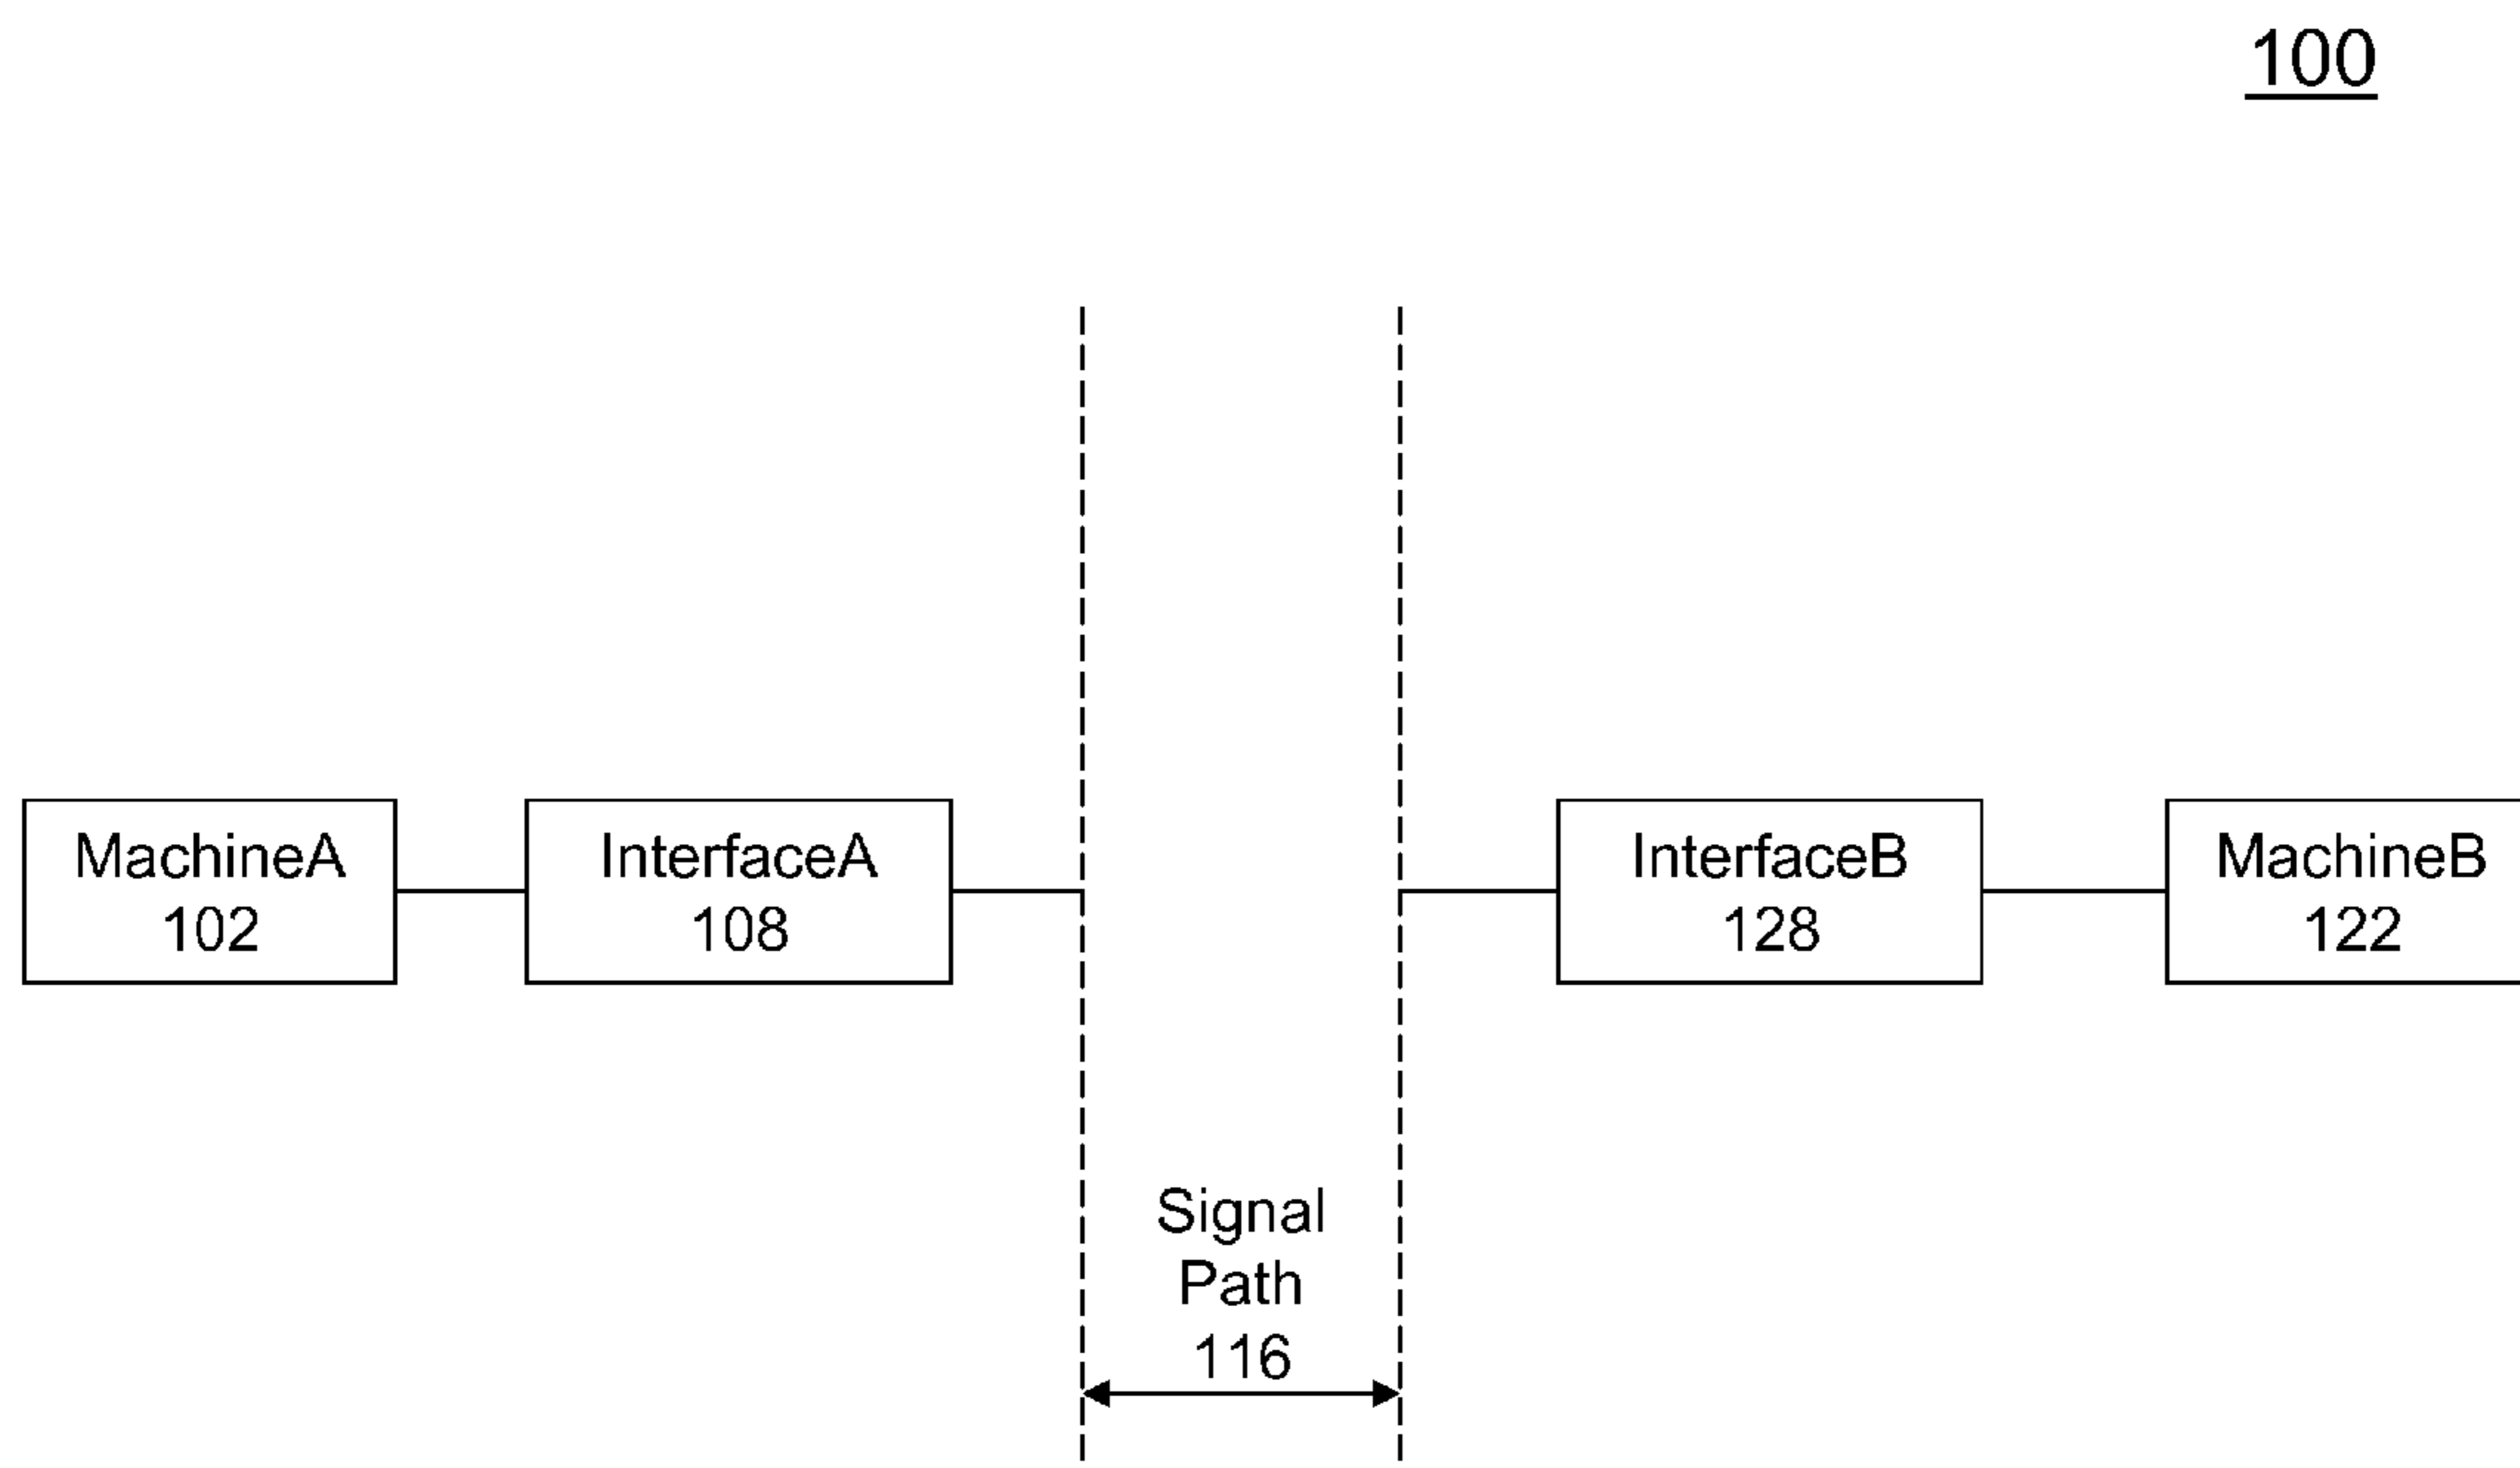 100
MachineA
102
InterfaceA
108
InterfaceB
128
MachineB
122
Signal
Path
116